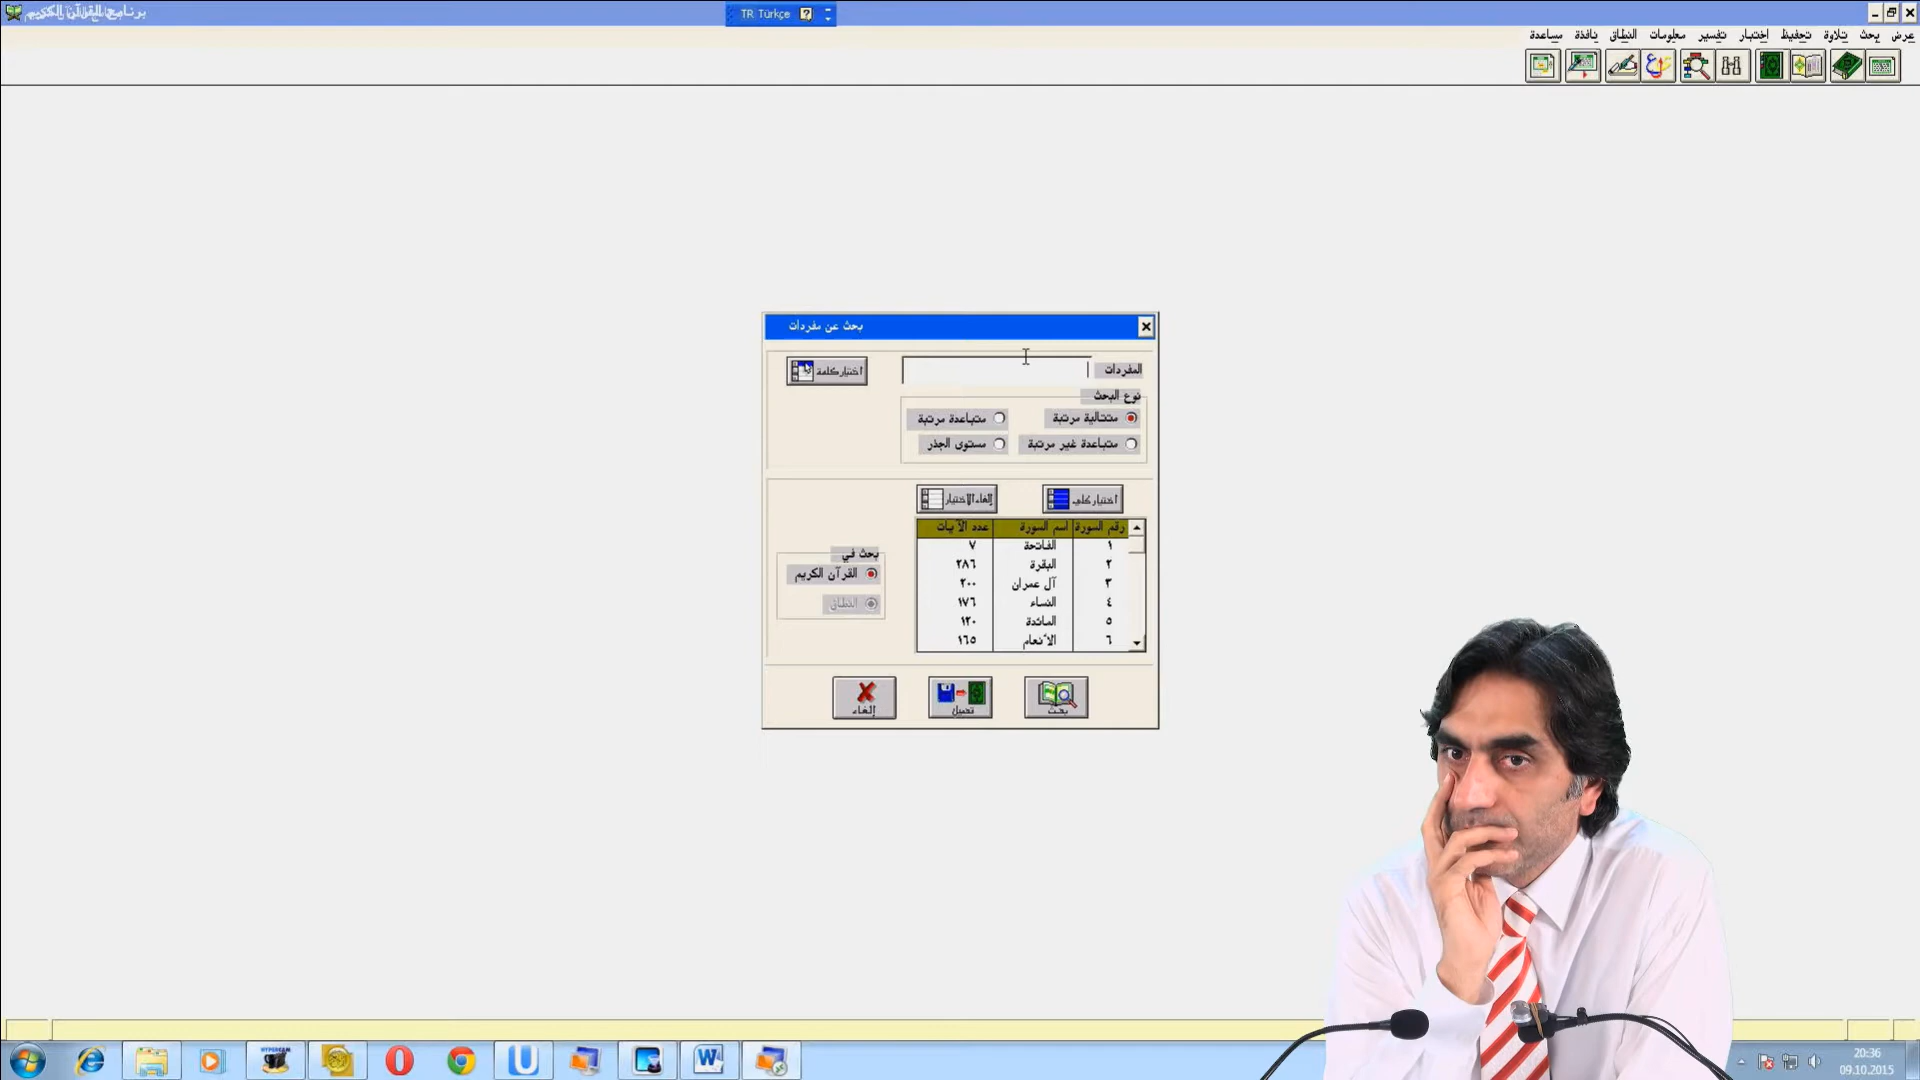 برنامج القرآن الكريم
TR Türkçe
عرض بحث تلاوة تحفيظ اختبار تفسير معلومات النطاق نافذة مساعدة
بحث عن مفردات
المفردات
اختيار كلمة
نوع البحث
متتالية مرتبة
متباعدة مرتبة
متباعدة غير مرتبة
مستوى الجذر
اختيار كلي
إلغاء الاختيار
رقم السورة اسم السورة عدد الآيات
١ الفاتحة ٧
٢ البقرة ٢٨٦
٣ آل عمران ٢٠٠
٤ النساء ١٧٦
٥ المائدة ١٢٠
٦ الأنعام ١٦٥
بحث في
القرآن الكريم
النطاق
بحث
إلغاء
HYPERCAM
20:36
09.10.2015